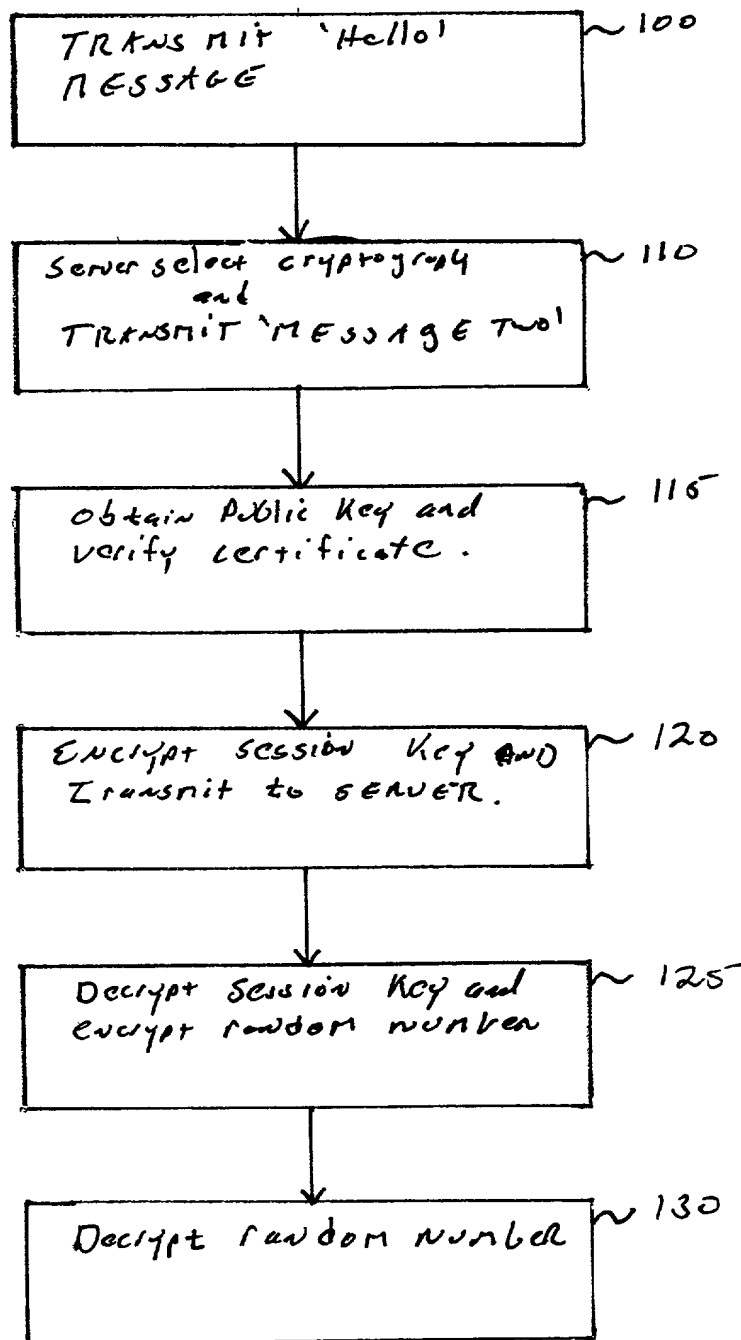 TRANSMIT 'Hello'
MESSAGE
100
Server select cryptography
and
TRANSMIT 'MESSAGE TWO'
110
Obtain Public Key and
verify certificate.
115
Encrypt session Key AND
Transmit to SERVER.
120
Decrypt Session Key and
encrypt random number
125
Decrypt random NUMBER
130